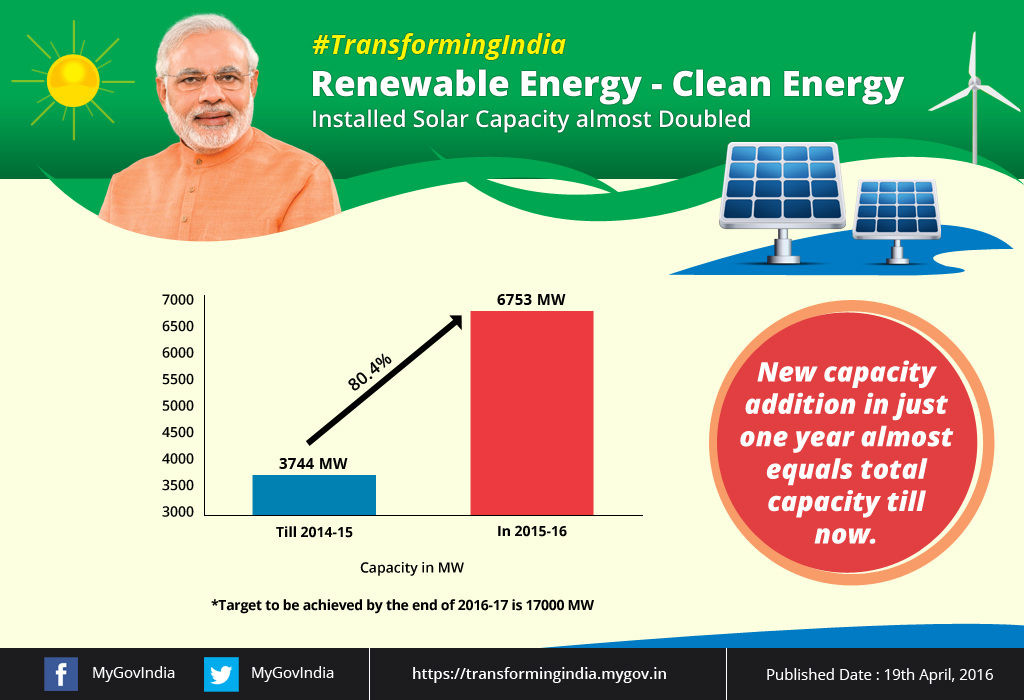 #TransformingIndia
Renewable Energy - Clean Energy
Installed Solar Capacity almost Doubled
7000
6500
6000
5500
5000
4500
4000
3500
3000
6753 MW
80.4%
3744 MW
Till 2014-15
In 2015-16
Capacity in MW
*Target to be achieved by the end of 2016-17 is 17000 MW
New capacity
addition in just
one year almost
equals total
capacity till
now.
f MyGovIndia
MyGovIndia
https://transformingindia.mygov.in
Published Date : 19th April, 2016